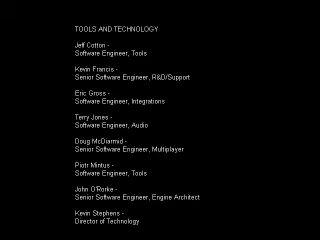 TOOLS AND TECHNOLOGY
Jeff Cotton -
Software Engineer, Tools
Kevin Francis -
Senior Software Engineer, R&D/Support
Eric Gross -
Software Engineer, Integrations
Terry Jones -
Software Engineer, Audio
Doug McDiarmid -
Senior Software Engineer, Multiplayer
Piotr Mintus -
Software Engineer, Tools
John O'Rorke -
Senior Software Engineer, Engine Architect
Kevin Stephens -
Director of Technology